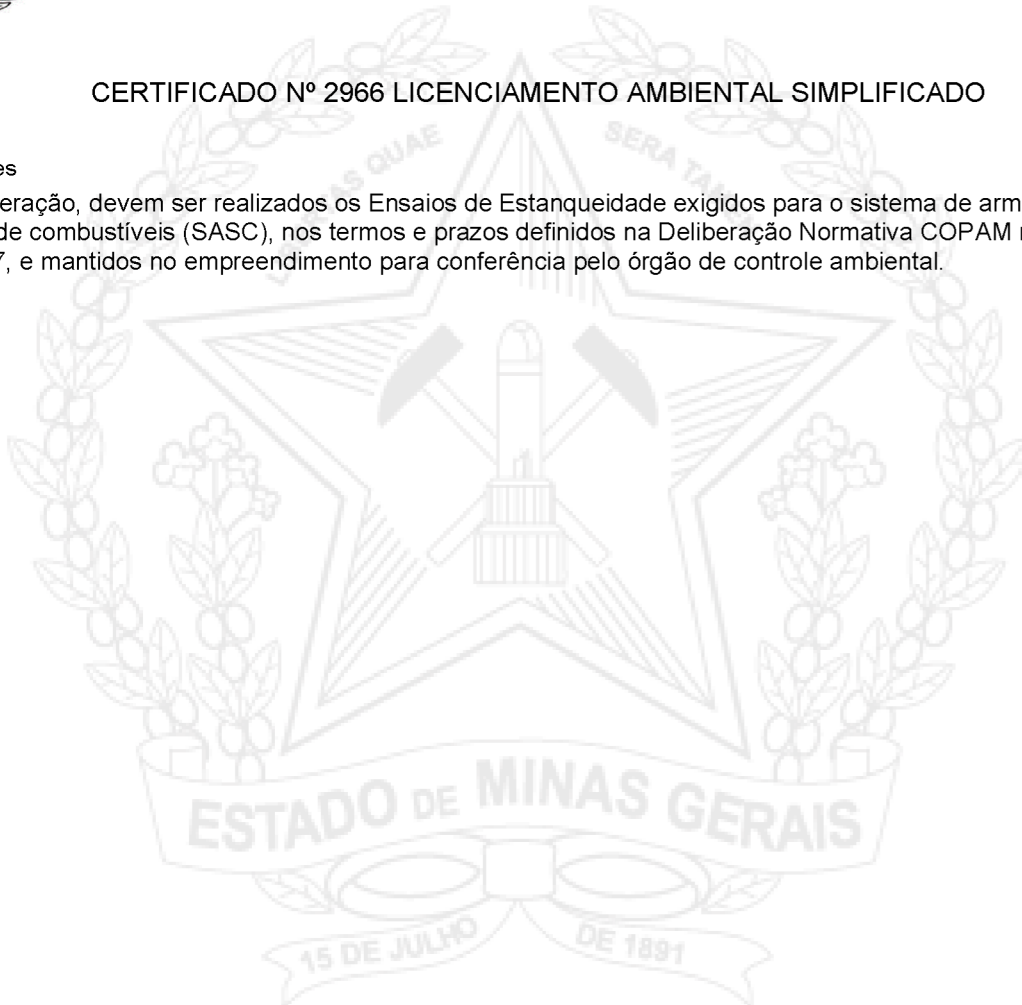 CERTIFICADO Nº 2966 LICENCIAMENTO AMBIENTAL SIMPLIFICADO
es
eração, devem ser realizados os Ensaios de Estanqueidade exigidos para o sistema de arm
de combustíveis (SASC), nos termos e prazos definidos na Deliberação Normativa COPAM
7, e mantidos no empreendimento para conferência pelo órgão de controle ambiental.
QUAE SERA
ESTADO DE MINAS GERAIS
15 DE JULHO DE 1891